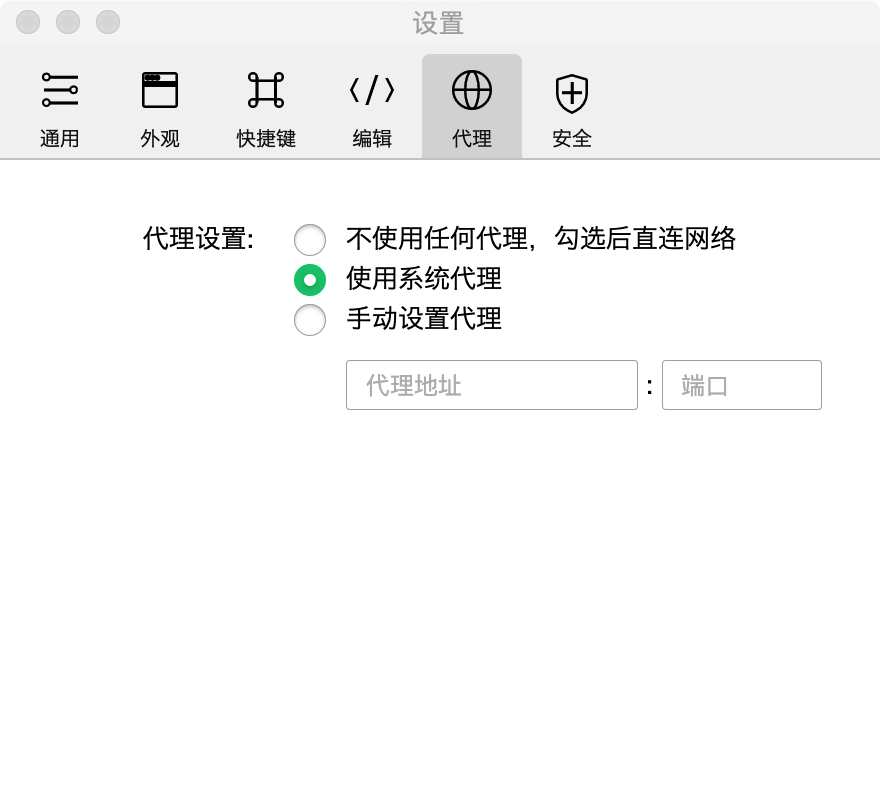 设置
通用 外观 快捷键 编辑 代理 安全
代理设置: 不使用任何代理，勾选后直连网络
使用系统代理
手动设置代理
代理地址 : 端口